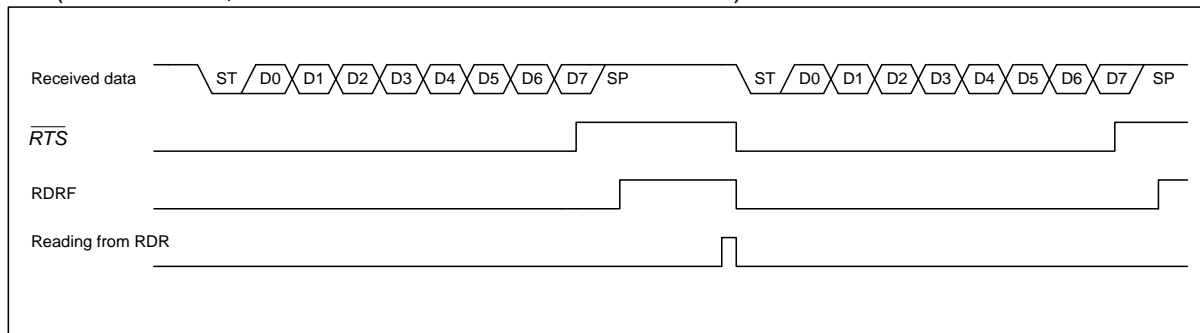 Received data ST D0 D1 D2 D3 D4 D5 D6 D7 SP ST D0 D1 D2 D3 D4 D5 D6 D7 SP
RTS
RDRF
Reading from RDR